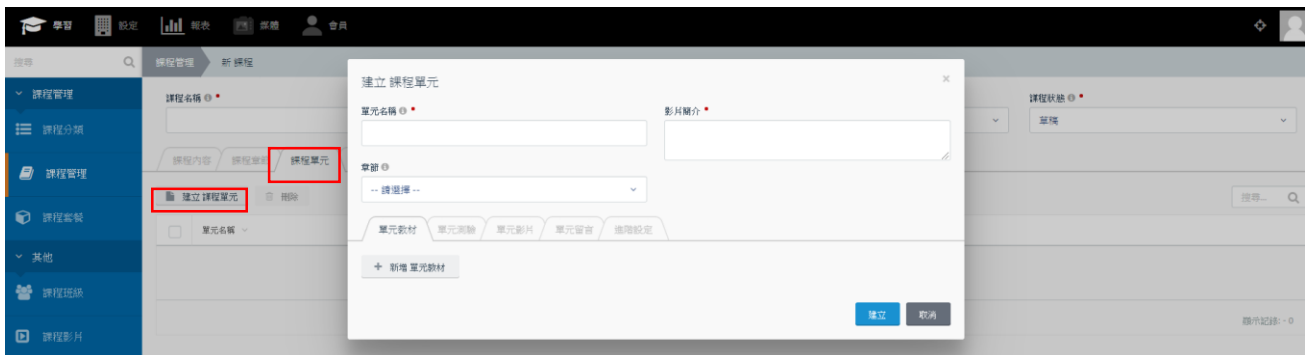 學習 設定 報表 媒體 會員
搜尋
課程管理 新 課程
課程管理
課程分類
課程管理
課程套餐
其他
課程班級
課程影片
課程名稱 *
課程狀態 *
草稿
課程內容 課程章節 課程單元
建立 課程單元 刪除
搜尋...
單元名稱
顯示記錄: - 0
建立 課程單元 ×
單元名稱 *
影片簡介 *
章節
-- 請選擇 --
單元教材 單元測驗 單元影片 單元留言 進階設定
+ 新增 單元教材
建立 取消